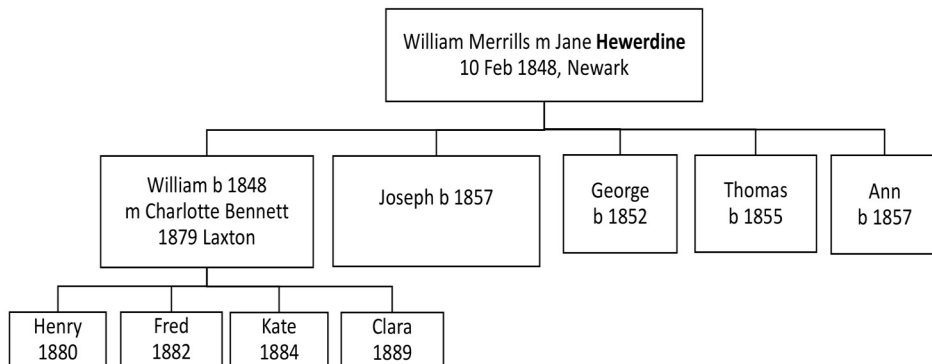 William Merrills m Jane Hewerdine
10 Feb 1848, Newark
William b 1848
m Charlotte Bennett
1879 Laxton
Joseph b 1857
George
b 1852
Thomas
b 1855
Ann
b 1857
Henry
1880
Fred
1882
Kate
1884
Clara
1889